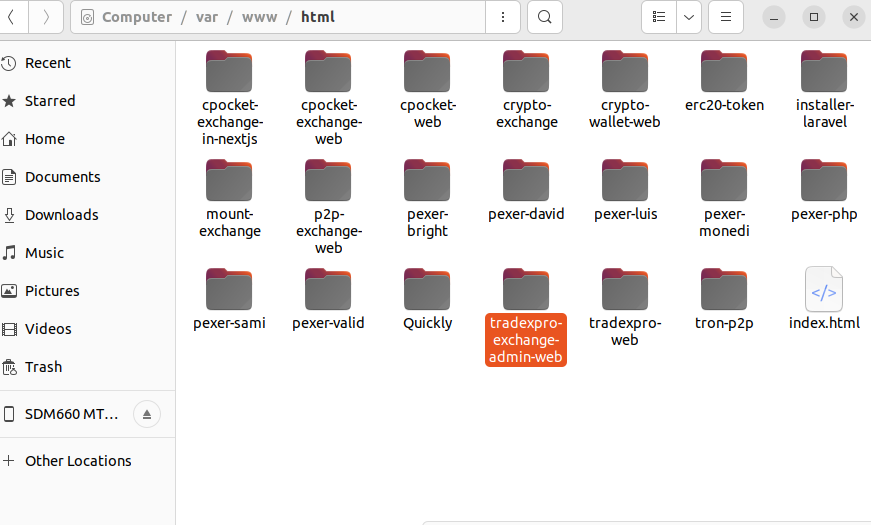 Computer / var / www / html
Recent
Starred
Home
Documents
Downloads
Music
Pictures
Videos
Trash
SDM660 MT...
Other Locations
cpocket-
exchange-
in-nextjs
cpocket-
exchange-
web
cpocket-
web
crypto-
exchange
crypto-
wallet-web
erc20-token
installer-
laravel
mount-
exchange
p2p-
exchange-
web
pexer-
bright
pexer-david
pexer-luis
pexer-
monedi
pexer-php
pexer-sami
pexer-valid
Quickly
tradexpro-
exchange-
admin-web
tradexpro-
web
tron-p2p
</>
index.html